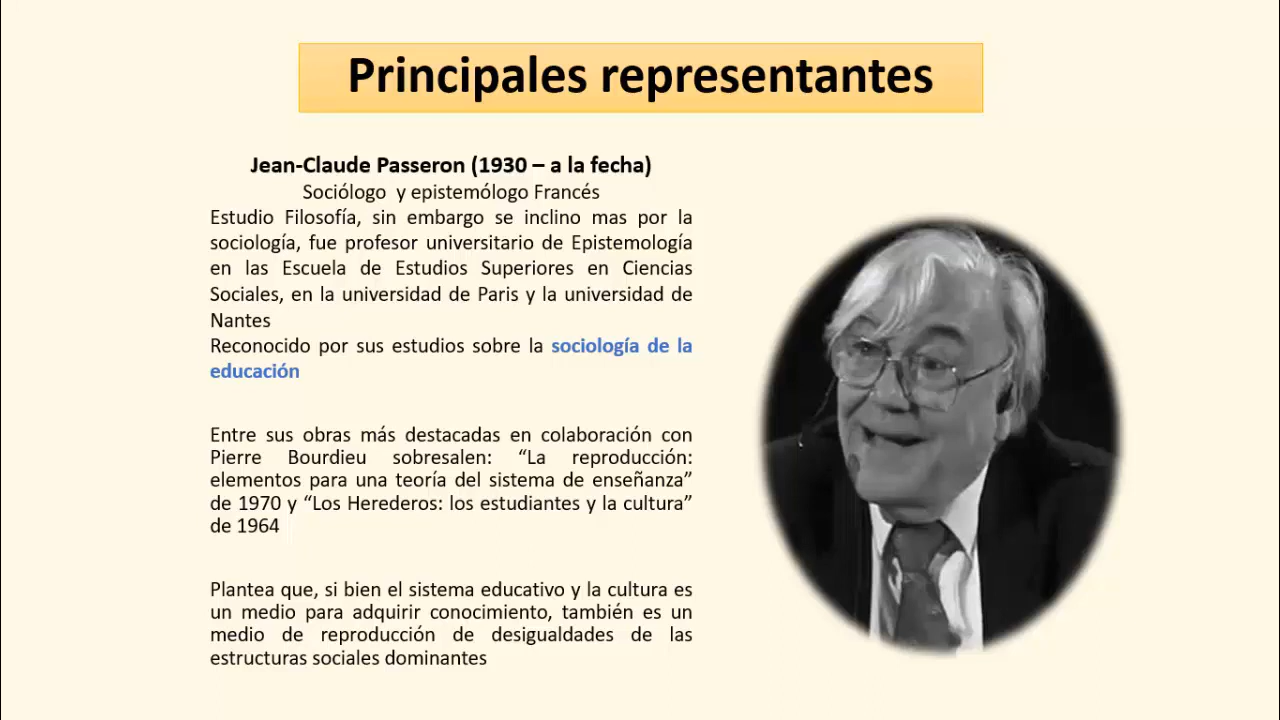 Principales representantes
Jean-Claude Passeron (1930 – a la fecha)
Sociólogo y epistemólogo Francés
Estudio Filosofía, sin embargo se inclino mas por la
sociología, fue profesor universitario de Epistemología
en las Escuela de Estudios Superiores en Ciencias
Sociales, en la universidad de Paris y la universidad de
Nantes
Reconocido por sus estudios sobre la sociología de la
educación
Entre sus obras más destacadas en colaboración con
Pierre Bourdieu sobresalen: “La reproducción:
elementos para una teoría del sistema de enseñanza”
de 1970 y “Los Herederos: los estudiantes y la cultura”
de 1964
Plantea que, si bien el sistema educativo y la cultura es
un medio para adquirir conocimiento, también es un
medio de reproducción de desigualdades de las
estructuras sociales dominantes